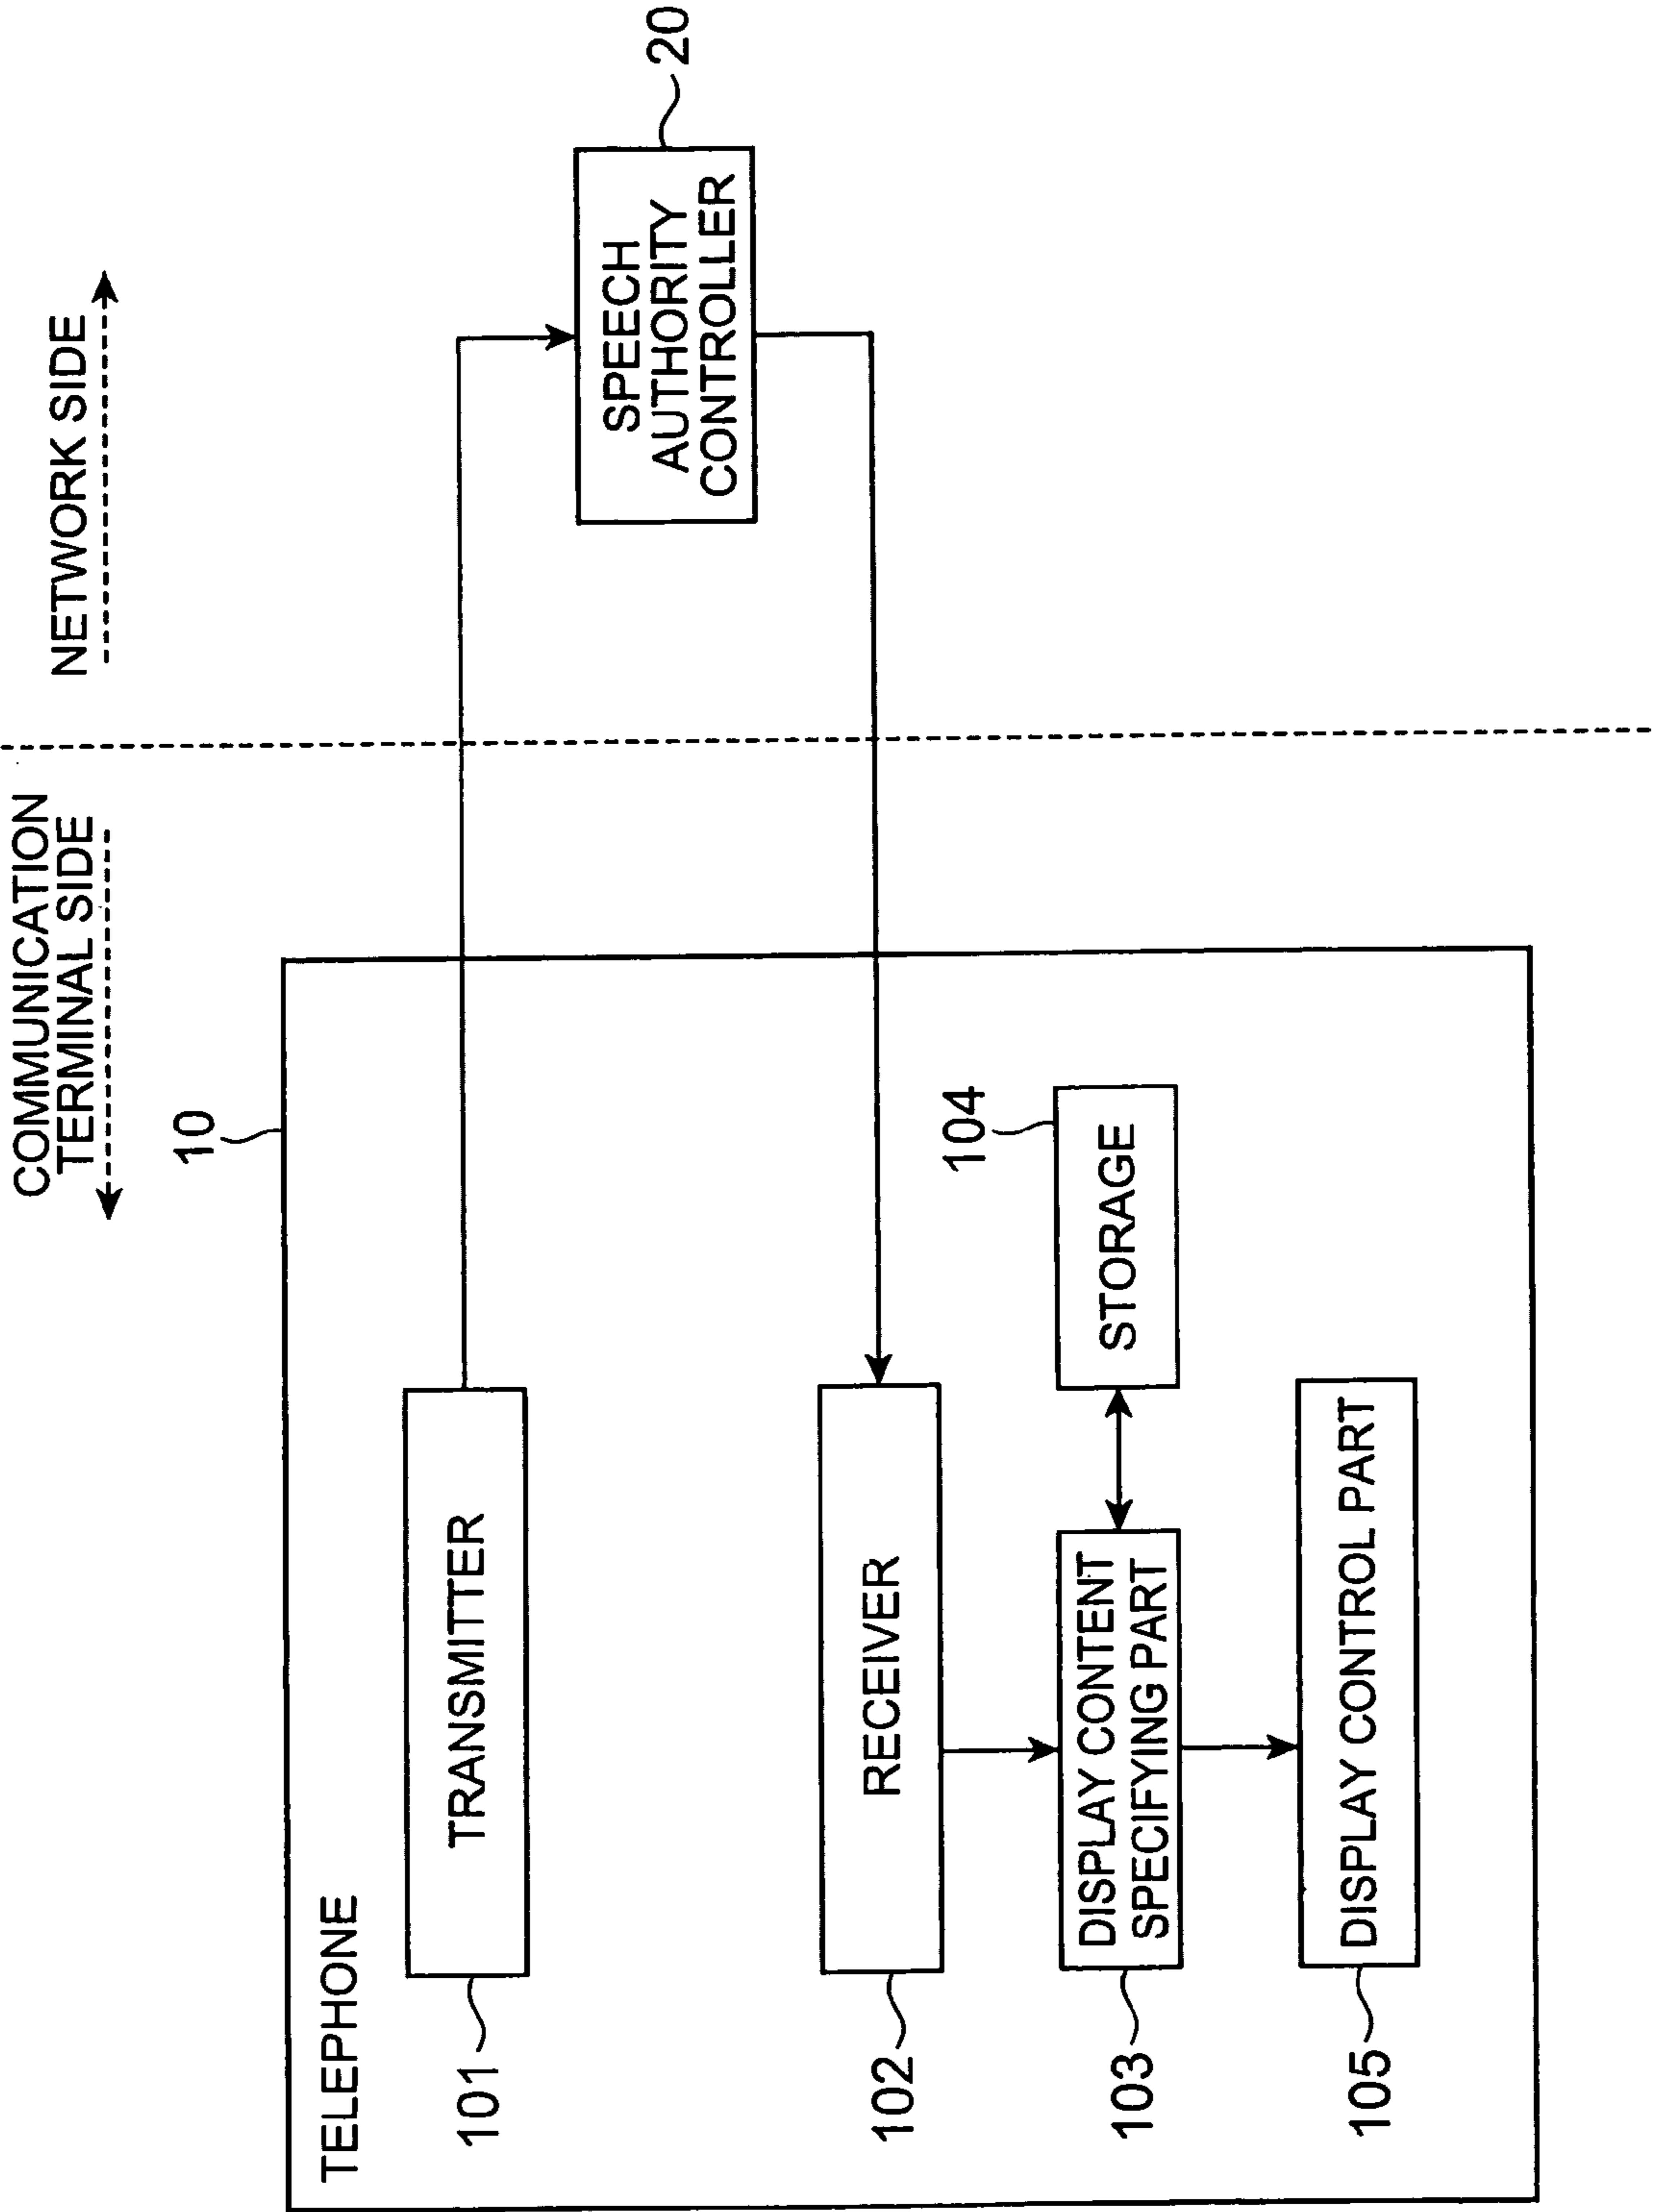 COMMUNICATION
TERMINAL SIDE
NETWORK SIDE
10
TELEPHONE
101
TRANSMITTER
SPEECH
AUTHORITY
CONTROLLER
20
102
RECEIVER
104
STORAGE
103
DISPLAY CONTENT
SPECIFYING PART
105
DISPLAY CONTROL PART